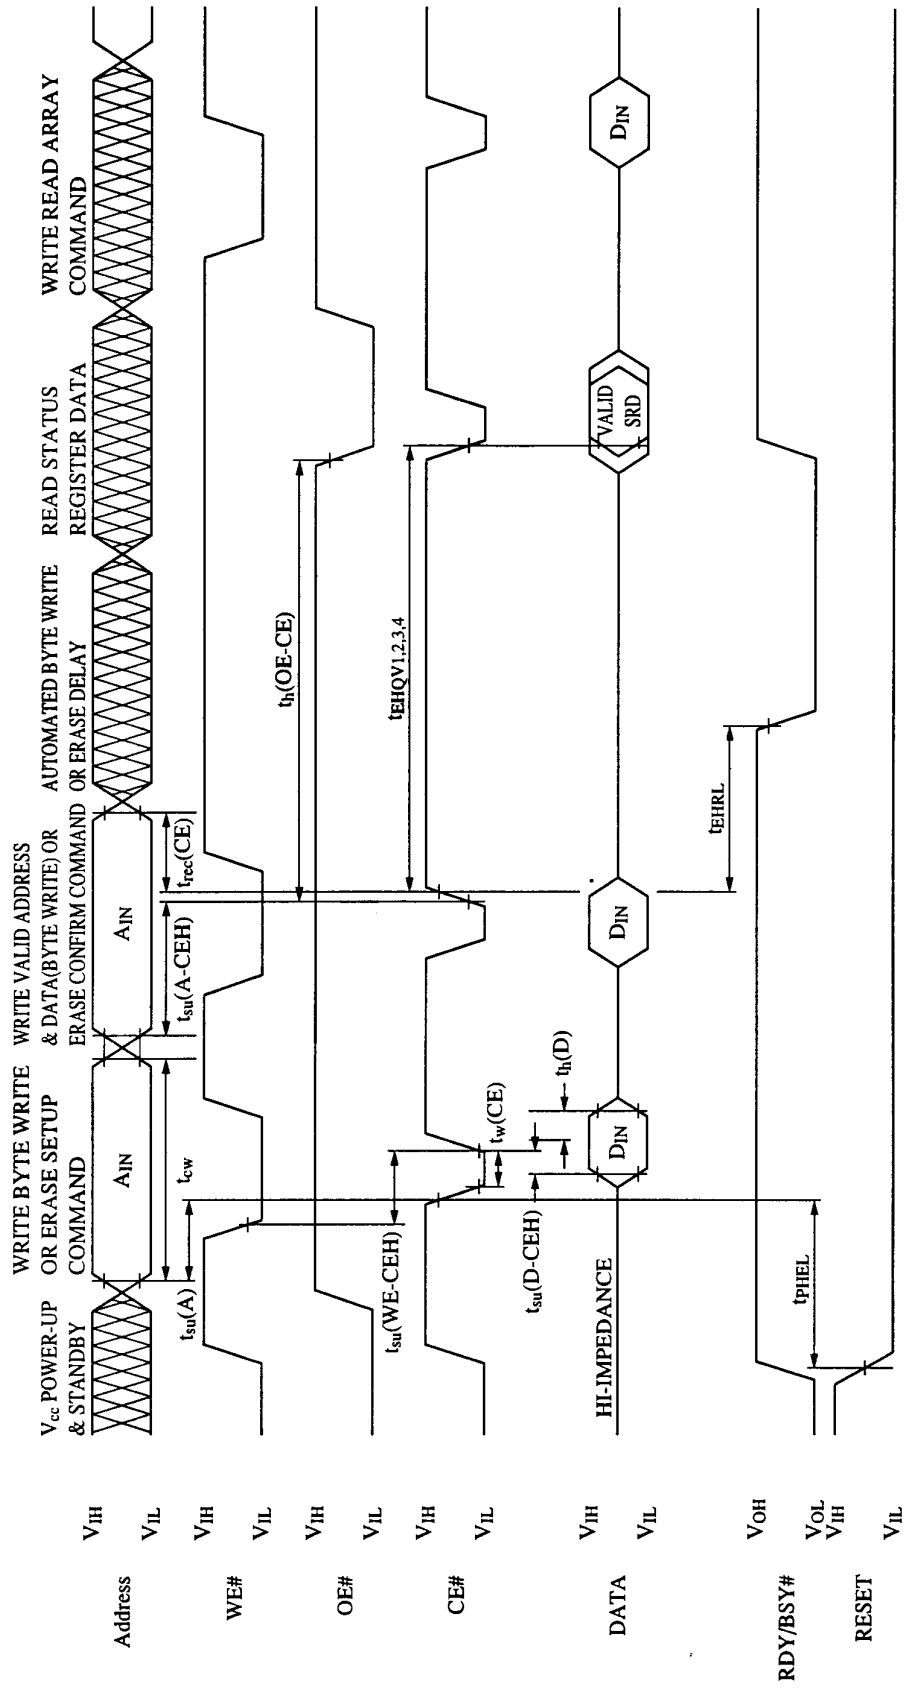 Vcc POWER-UP
& STANDBY
WRITE BYTE WRITE
OR ERASE SETUP
COMMAND
WRITE VALID ADDRESS
& DATA(BYTE WRITE) OR
ERASE CONFIRM COMMAND
AUTOMATED BYTE WRITE
OR ERASE DELAY
READ STATUS
REGISTER DATA
WRITE READ ARRAY
COMMAND
Address
VIH
VIL
AIN
AIN
tsu(A)
tcw
tsu(A-CEH)
trec(CE)
WE#
VIH
VIL
OE#
VIH
VIL
th(OE-CE)
tsu(WE-CEH)
CE#
VIH
VIL
tEHQV1,2,3,4
tw(CE)
tsu(D-CEH)
th(D)
DATA
VIH
VIL
HI-IMPEDANCE
DIN
DIN
VALID
SRD
DIN
tEHRL
RDY/BSY#
VOH
VOL
tPHEL
RESET
VIH
VIL